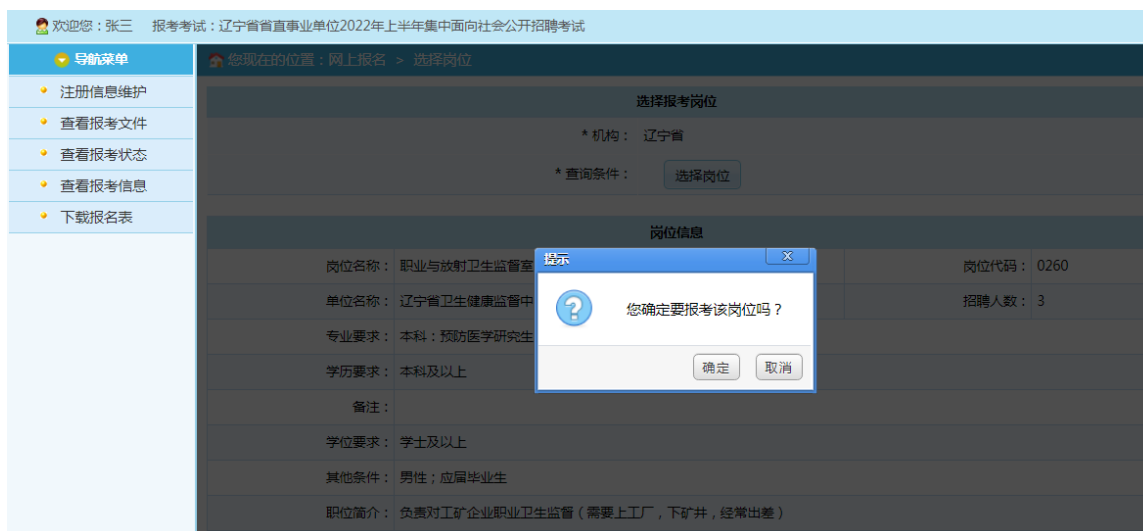 欢迎您：张三 报考考试：辽宁省省直事业单位2022年上半年集中面向社会公开招聘考试
导航菜单
您现在的位置：网上报名 > 选择岗位
注册信息维护
查看报考文件
查看报考状态
查看报考信息
下载报名表
选择报考岗位
* 机构： 辽宁省
* 查询条件： 选择岗位
岗位信息
岗位名称： 职业与放射卫生监督室
岗位代码： 0260
单位名称： 辽宁省卫生健康监督中
招聘人数： 3
专业要求： 本科：预防医学研究生
学历要求： 本科及以上
备注：
学位要求： 学士及以上
其他条件： 男性；应届毕业生
职位简介： 负责对工矿企业职业卫生监督（需要上工厂，下矿井，经常出差）
提示
X
您确定要报考该岗位吗？
确定 取消